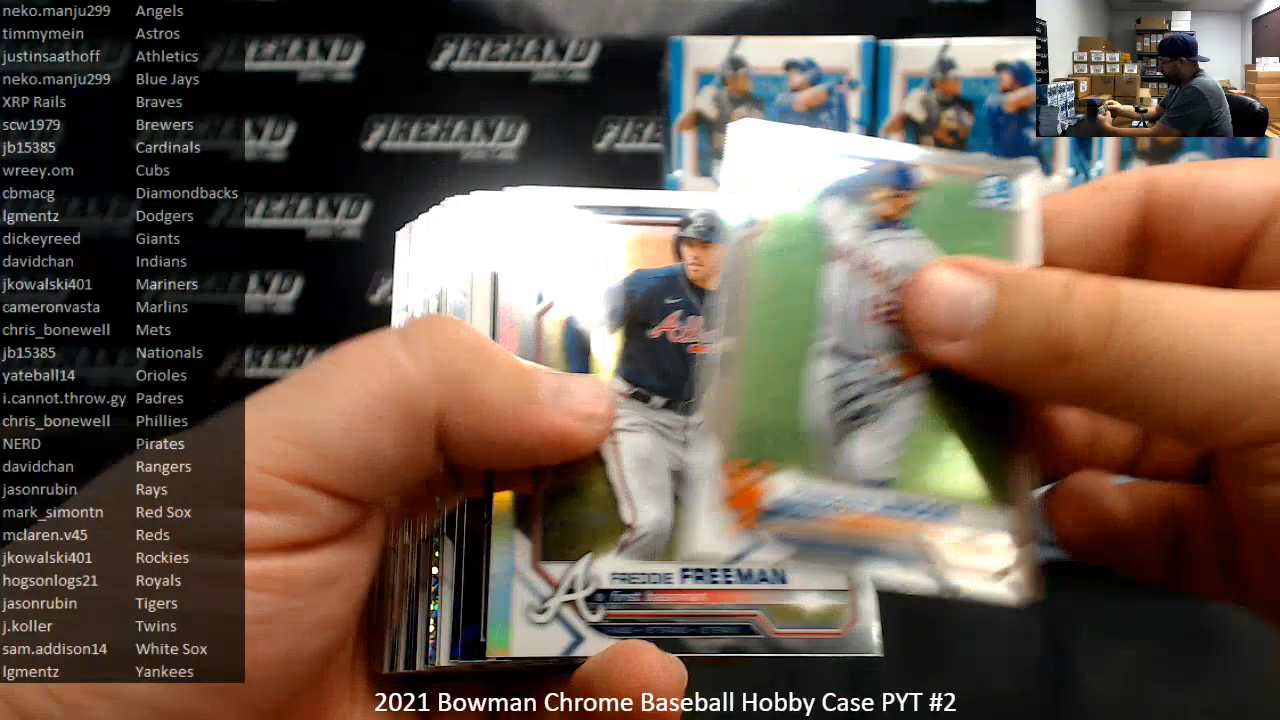 neko.manju299 Angels
timmymein Astros
justinsaathoff Athletics
neko.manju299 Blue Jays
XRP Rails Braves
scw1979 Brewers
jb15385 Cardinals
wreey.om Cubs
cbmacg Diamondbacks
lgmentz Dodgers
dickeyreed Giants
davidchan Indians
jkowalski401 Mariners
cameronvasta Marlins
chris_bonewell Mets
jb15385 Nationals
yateball14 Orioles
i.cannot.throw.gy Padres
chris_bonewell Phillies
NERD Pirates
davidchan Rangers
jasonrubin Rays
mark_simontn Red Sox
mclaren.v45 Reds
jkowalski401 Rockies
hogsonlogs21 Royals
jasonrubin Tigers
j.koller Twins
sam.addison14 White Sox
lgmentz Yankees
FIREHAND
FIREHAND
FIREHAND
A FREDDIE FREEMAN
first baseman
2021 Bowman Chrome Baseball Hobby Case PYT #2